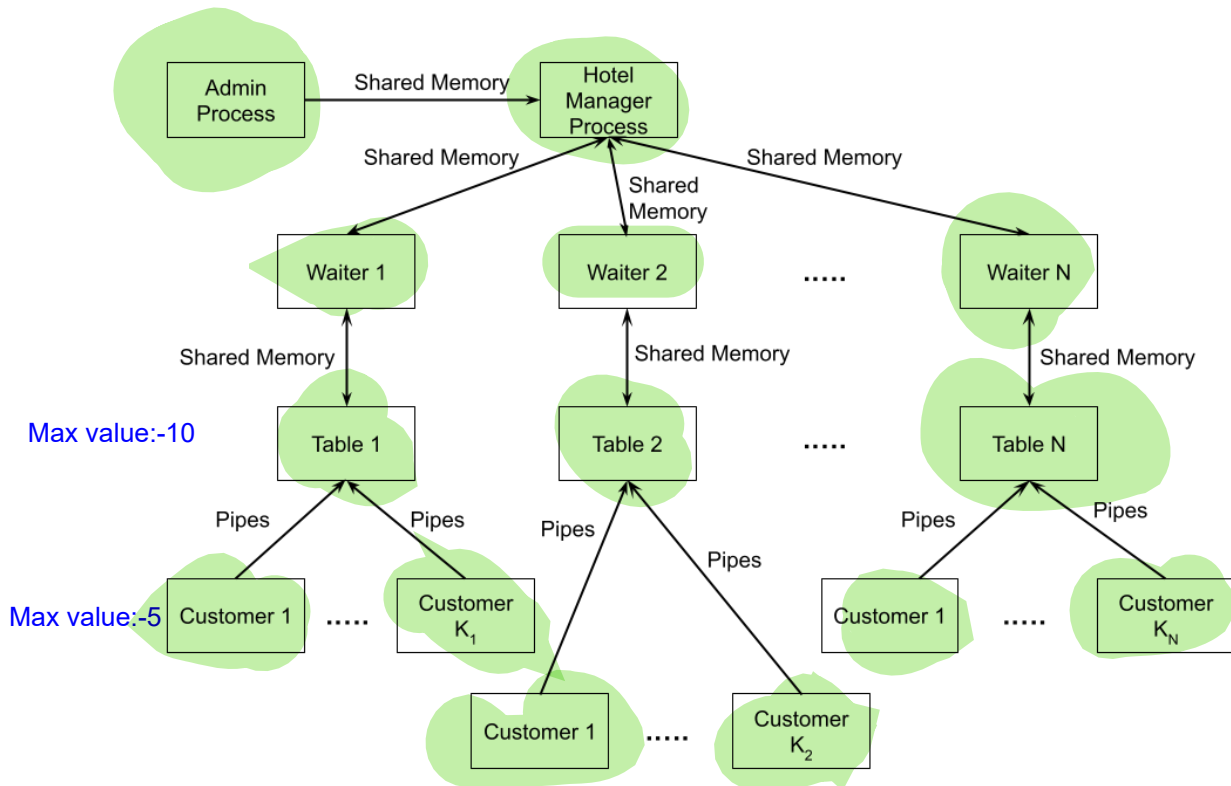 Admin
Process
Shared Memory
Hotel
Manager
Process
Shared Memory
Shared
Memory
Shared Memory
Waiter 1
Waiter 2
.....
Waiter N
Shared Memory
Shared Memory
Shared Memory
Max value:-10
Table 1
Table 2
.....
Table N
Pipes
Pipes
Pipes
Pipes
Pipes
Pipes
Max value:-5
Customer 1
.....
Customer
K1
Customer 1
.....
Customer
KN
Customer 1
.....
Customer
K2